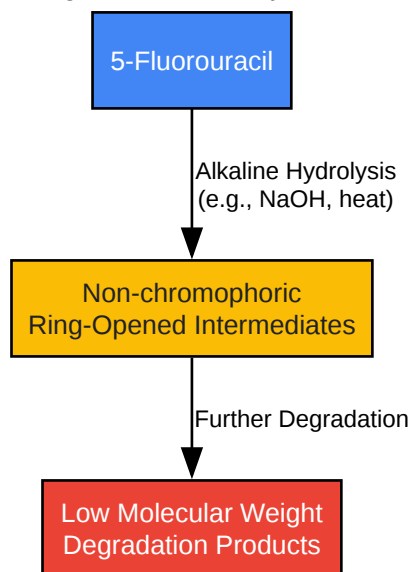 5-Fluorouracil
Alkaline Hydrolysis
(e.g., NaOH, heat)
Non-chromophoric
Ring-Opened Intermediates
Further Degradation
Low Molecular Weight
Degradation Products